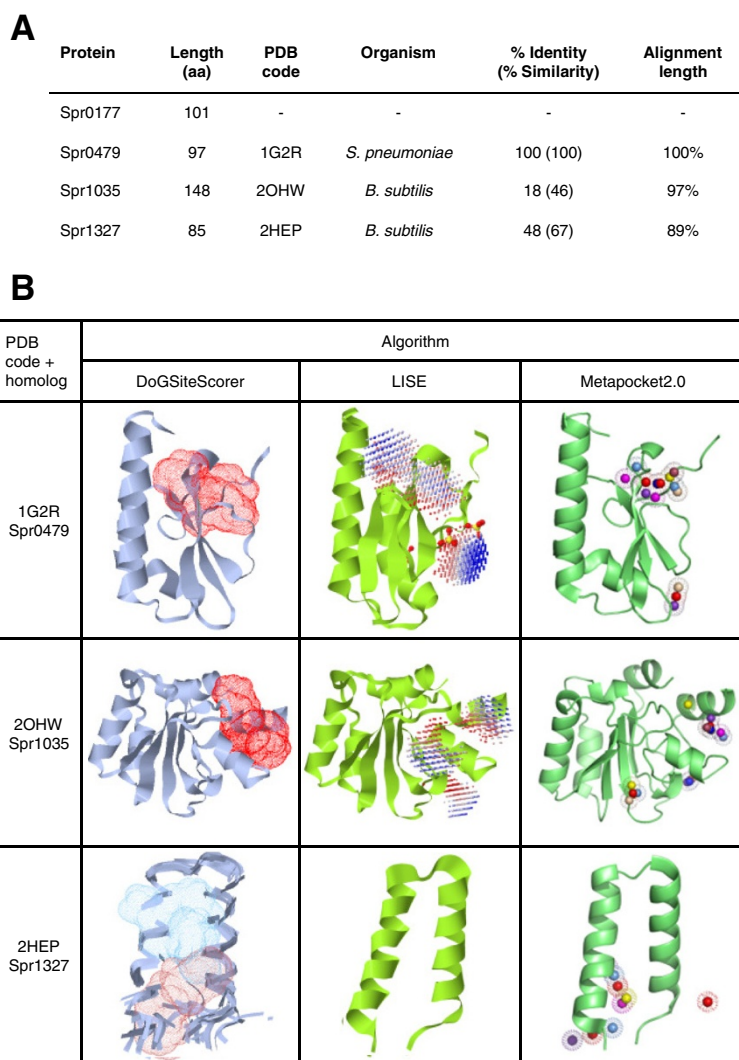 A
Protein Length (aa) PDB code Organism % Identity (% Similarity) Alignment length
Spr0177 101 - - - -
Spr0479 97 1G2R S. pneumoniae 100 (100) 100%
Spr1035 148 2OHW B. subtilis 18 (46) 97%
Spr1327 85 2HEP B. subtilis 48 (67) 89%
B
PDB code + homolog
Algorithm
DoGSiteScorer LISE Metapocket2.0
1G2R
Spr0479
2OHW
Spr1035
2HEP
Spr1327